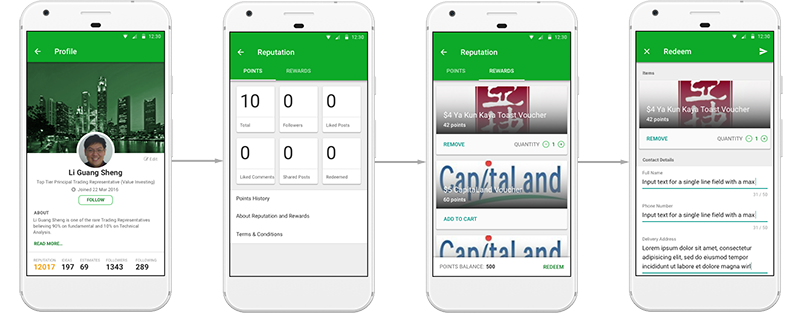 12:30
Profile
Edit
Li Guang Sheng
Top Tier Principal Trading Representative (Value Investing)
Joined 22 Mar 2016
FOLLOW
ABOUT
Li Guang Sheng is one of the new Trading Representatives
believing 90% on fundamental and 10% on Technical
Analysis
READ MORE...
REPUTATION IDEAS ESTIMATES FOLLOWERS FOLLOWING
12017 197 69 1343 289
12:30
Reputation
POINTS REWARDS
10 0 0
Total Followers Liked Posts
0 0 0
Liked Comments Shared Posts Redeemed
Points History
About Reputation and Rewards
Terms & Conditions
12:30
Reputation
POINTS REWARDS
$4 Ya Kun Kaya Toast Voucher
42 points
REMOVE QUANTITY 1
CapitaLand
$5 CapitaLand Voucher
60 points
ADD TO CART
CapitaLand
POINTS BALANCE: 500 REDEEM
12:30
Redeem
Items
$4 Ya Kun Kaya Toast Voucher
42 points
REMOVE QUANTITY 1
Contact Details
Full Name
Input text for a single line field with a max
31 / 50
Phone Number
Input text for a single line field with a max
31 / 50
Delivery Address
Lorem ipsum dolor sit amet, consectetur
adipisicing elit, sed do eiusmod tempor
incididunt ut labore et dolore magna wirl